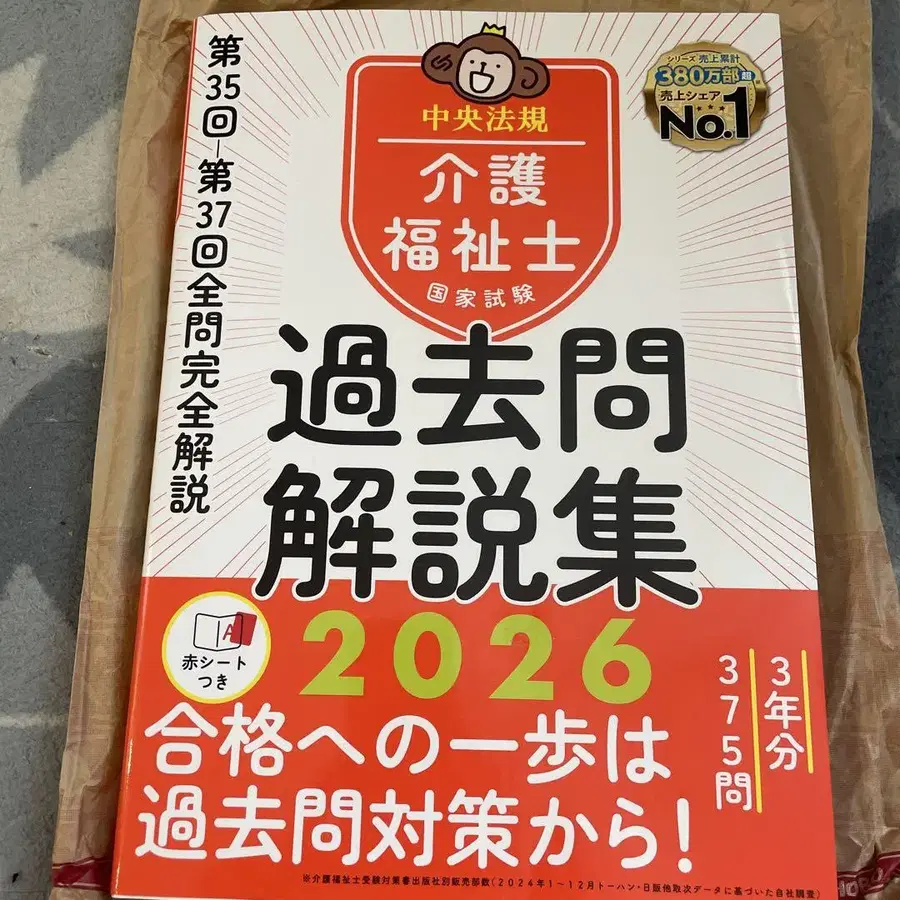 第35回-第37回全問完全解説
中央法規
介護
福祉士
国家試験
シリーズ 売上累計
380万部超
売上シェア
No.1
過去問
解説集
2026
赤シート
つき
3年分
375問
合格への一歩は
過去問対策から!
※介護福祉士受験対策書出版社別販売部数(2024年1〜12月トーハン・日販他取次データに基づいた自社調査)